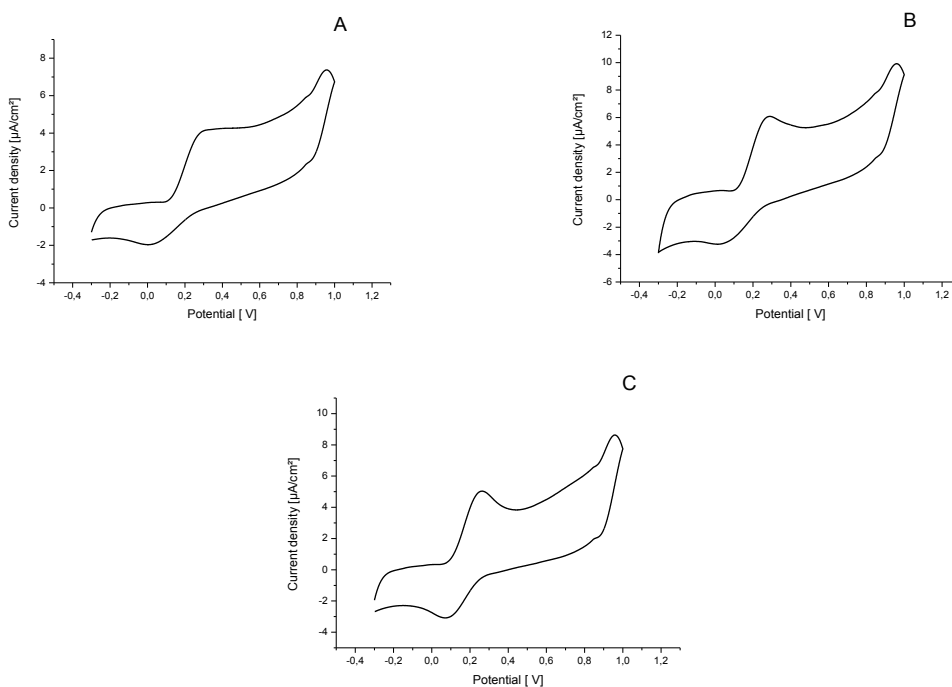 A
Current density [µA/cm²]
8
6
4
2
0
-2
-4
-0,4 -0,2 0,0 0,2 0,4 0,6 0,8 1,0 1,2
Potential [ V]
B
Current density [µA/cm²]
12
10
8
6
4
2
0
-2
-4
-6
-0,4 -0,2 0,0 0,2 0,4 0,6 0,8 1,0 1,2
Potential [ V]
C
Current density [µA/cm²]
10
8
6
4
2
0
-2
-4
-0,4 -0,2 0,0 0,2 0,4 0,6 0,8 1,0 1,2
Potential [ V]